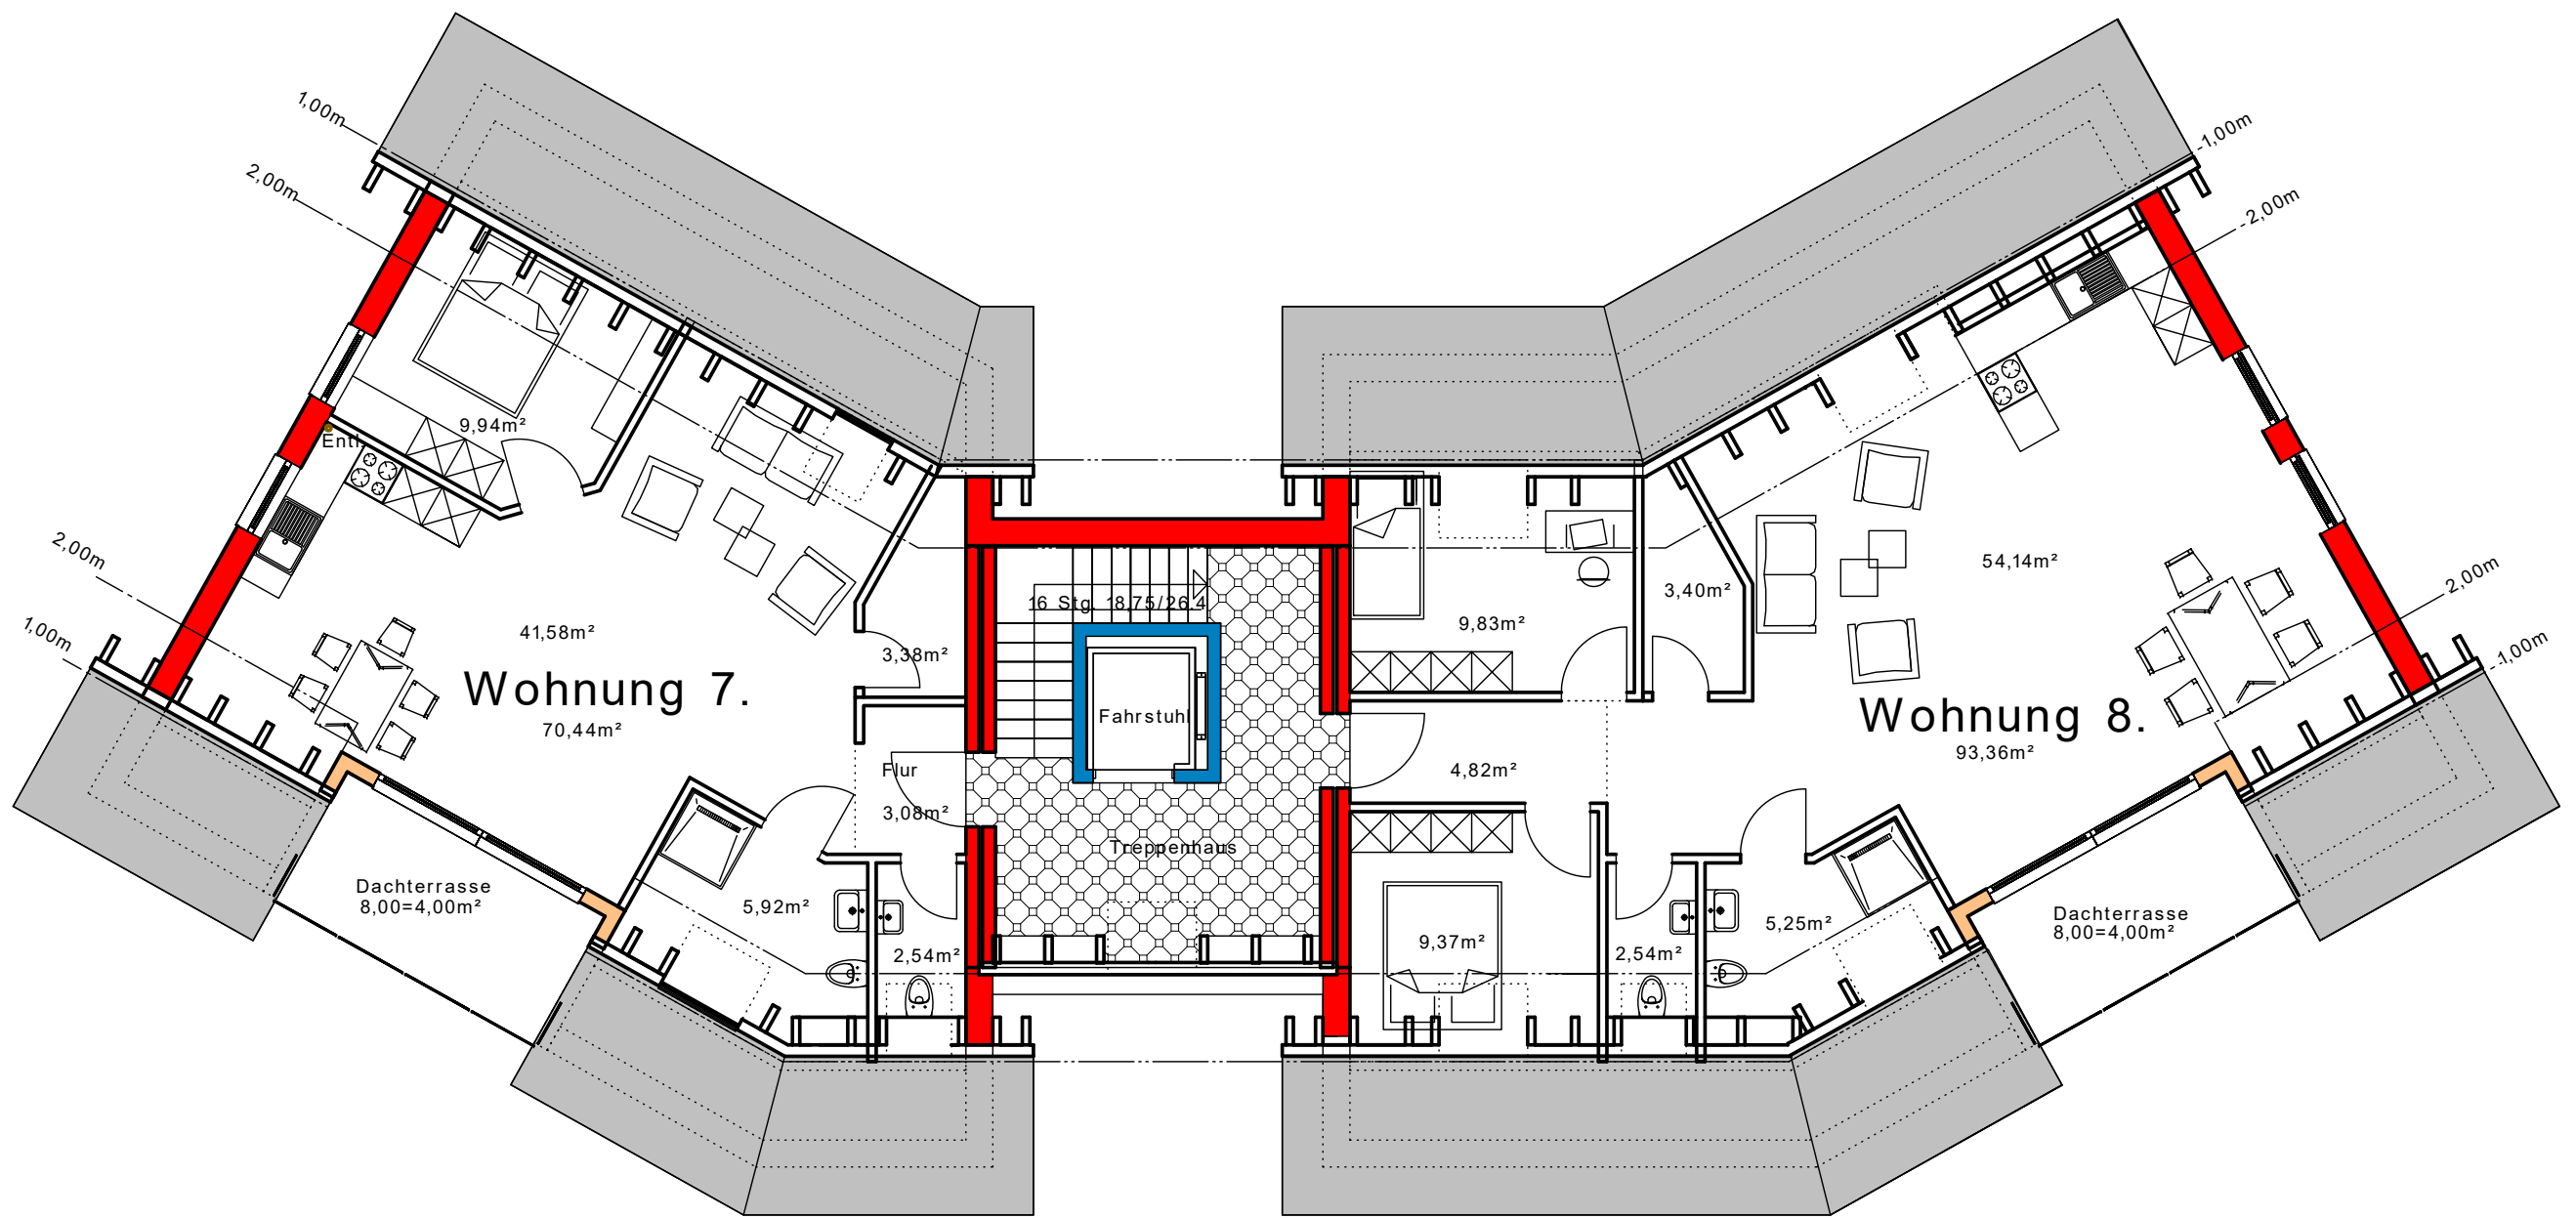 1,00m
2,00m
1,00m
2,00m
9,94m²
Entl.
2,00m
1,00m
41,58m²
Wohnung 7.
70,44m²
3,38m²
Flur
3,08m²
5,92m²
2,54m²
Dachterrasse
8,00=4,00m²
16 Stg. 18,75/26.4
Fahrstuhl
Treppenhaus
9,83m²
3,40m²
54,14m²
2,00m
1,00m
Wohnung 8.
93,36m²
4,82m²
9,37m²
2,54m²
5,25m²
Dachterrasse
8,00=4,00m²